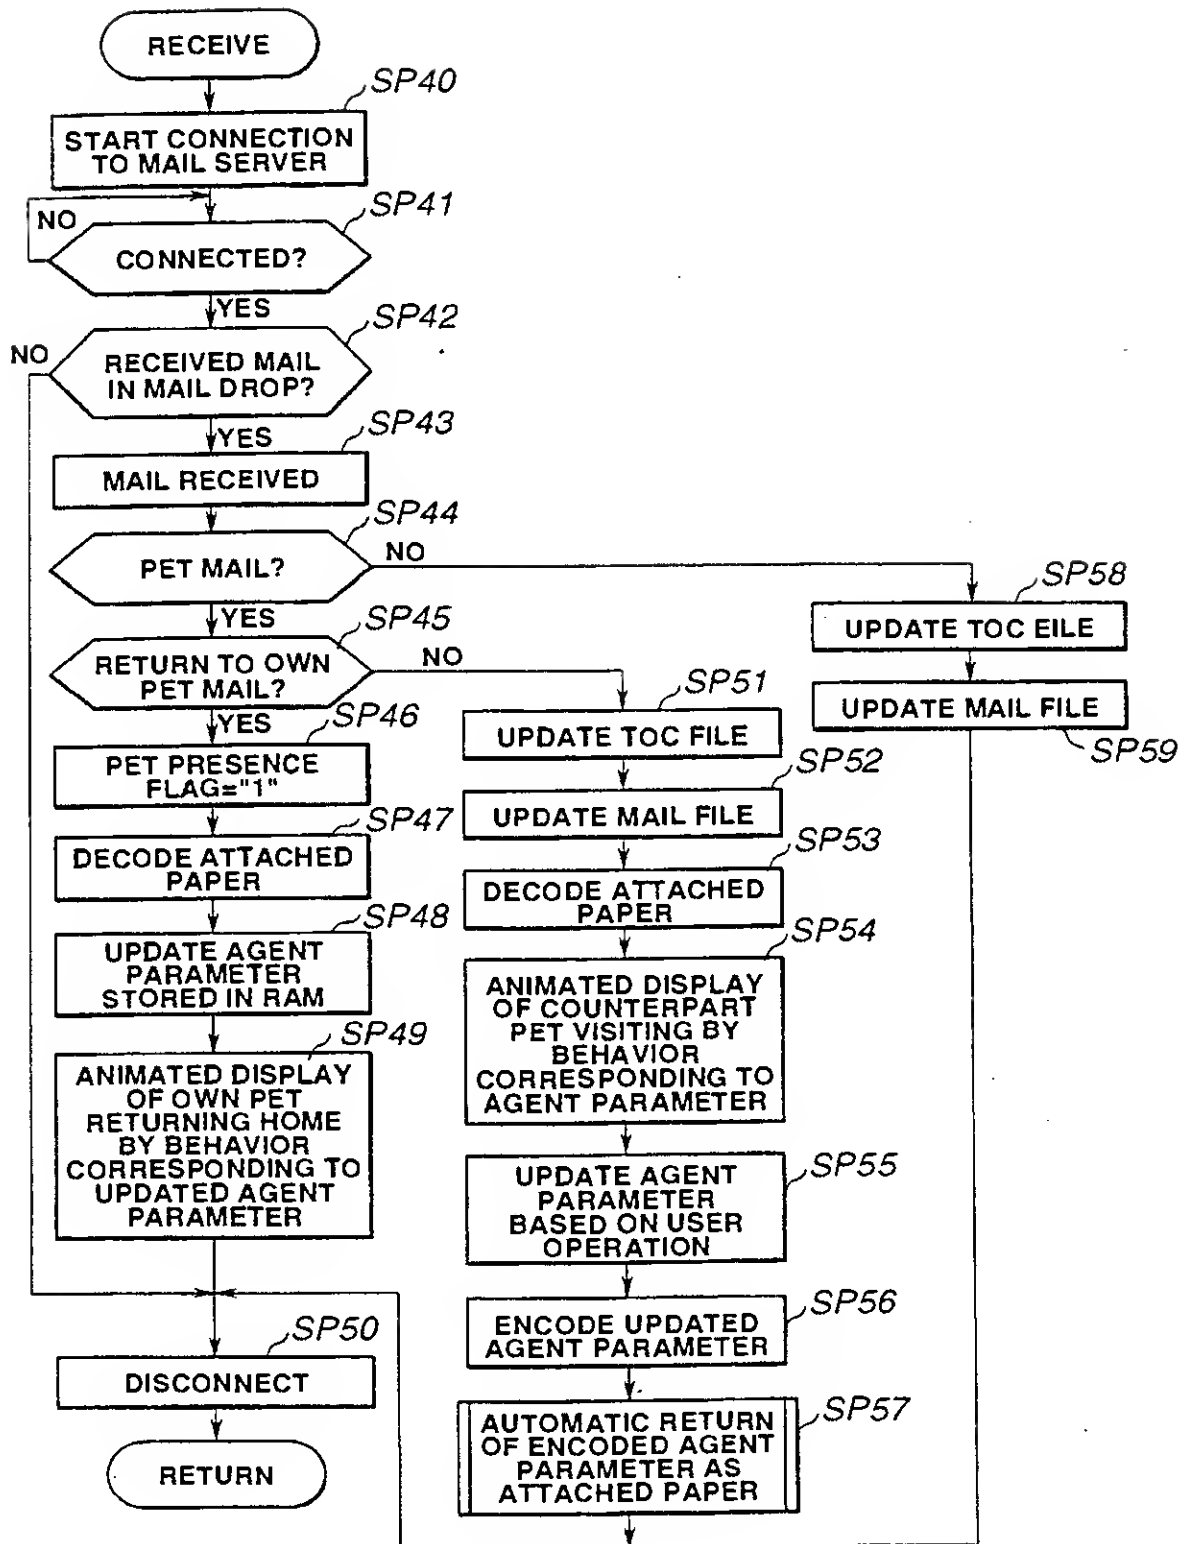 RECEIVE
SP40
START CONNECTION
TO MAIL SERVER
SP41
NO
CONNECTED?
YES
SP42
NO
RECEIVED MAIL
IN MAIL DROP?
YES
SP43
MAIL RECEIVED
SP44
PET MAIL?
NO
YES
SP45
RETURN TO OWN
PET MAIL?
NO
YES
SP46
PET PRESENCE
FLAG="1"
SP47
DECODE ATTACHED
PAPER
SP48
UPDATE AGENT
PARAMETER
STORED IN RAM
SP49
ANIMATED DISPLAY
OF OWN PET
RETURNING HOME
BY BEHAVIOR
CORRESPONDING TO
UPDATED AGENT
PARAMETER
SP50
DISCONNECT
RETURN
SP51
UPDATE TOC FILE
SP52
UPDATE MAIL FILE
SP53
DECODE ATTACHED
PAPER
SP54
ANIMATED DISPLAY
OF COUNTERPART
PET VISITING BY
BEHAVIOR
CORRESPONDING TO
AGENT PARAMETER
SP55
UPDATE AGENT
PARAMETER
BASED ON USER
OPERATION
SP56
ENCODE UPDATED
AGENT PARAMETER
SP57
AUTOMATIC RETURN
OF ENCODED AGENT
PARAMETER AS
ATTACHED PAPER
SP58
UPDATE TOC EILE
UPDATE MAIL FILE
SP59